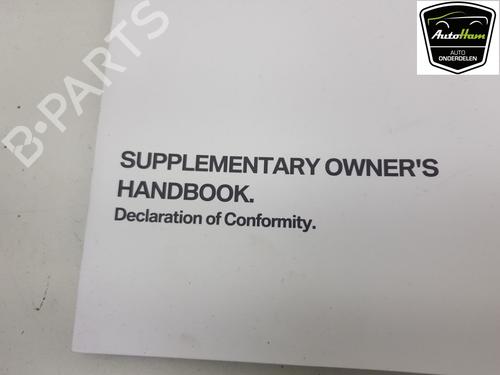 AutoHam
AUTO
ONDERDELEN
B-PARTS
SUPPLEMENTARY OWNER'S
HANDBOOK.
Declaration of Conformity.